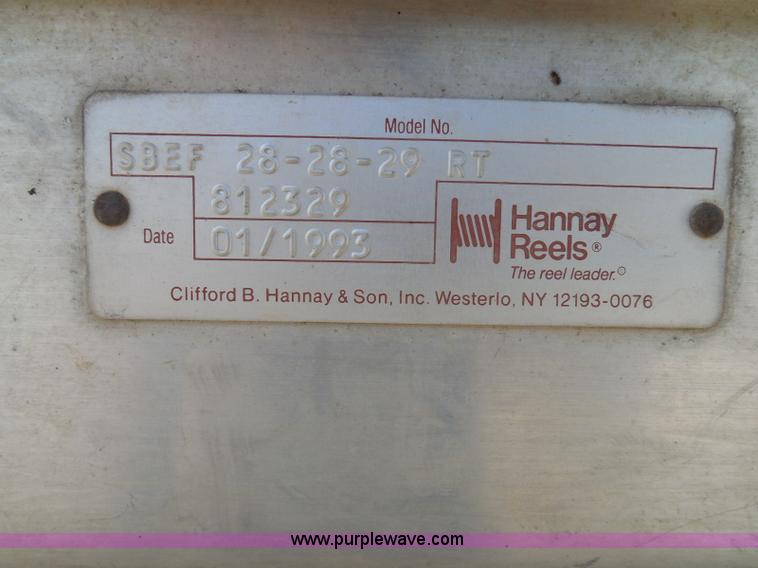 Model No.
SBEF 28-28-29 RT
812329
Date 01/1993
Hannay
Reels®
The reel leader.©
Clifford B. Hannay & Son, Inc. Westerlo, NY 12193-0076
www.purplewave.com